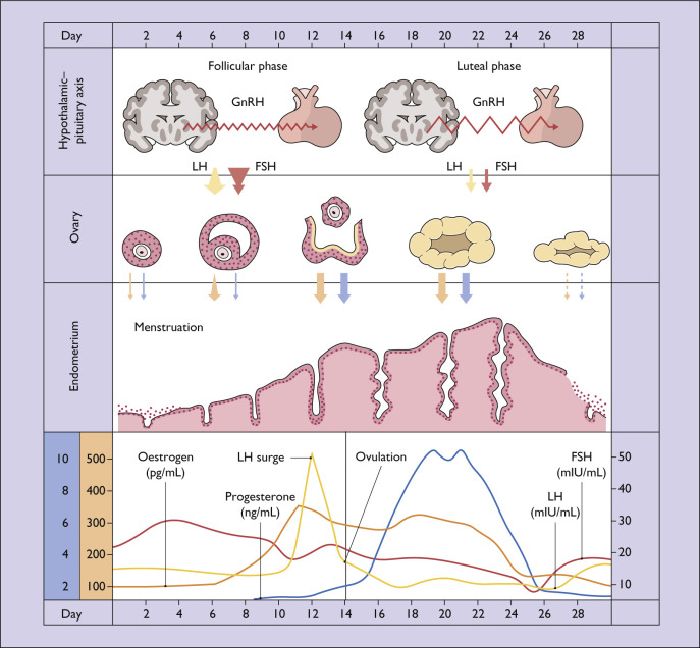 Day 2 4 6 8 10 12 14 16 18 20 22 24 26 28
Hypothalamic–
pituitary axis
Follicular phase
Luteal phase
GnRH
GnRH
LH FSH
LH FSH
Ovary
Endometrium
Menstruation
10 500
8 400
6 300
4 200
2 100
Oestrogen
(pg/mL)
LH surge
Progesterone
(ng/mL)
Ovulation
FSH
(mIU/mL)
LH
(mIU/mL)
50
40
30
20
10
Day 2 4 6 8 10 12 14 16 18 20 22 24 26 28